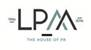 LPM
THE HOUSE OF PR